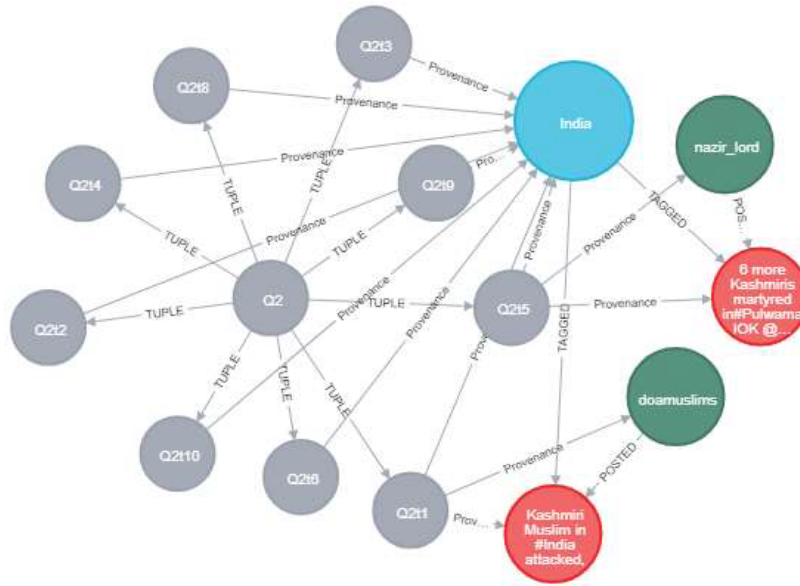 Q2t3
Provenance
Q2t8
Provenance
India
nazir_lord
TUPLE
TUPLE
Q2t4
Provenance
Q2t9
Pro...
TAGGED
POS...
Provenance
Provenance
TUPLE
TUPLE
Provenance
Provenance
Q2
TUPLE
Q2t5
Provenance
6 more
Kashmiris
martyred
in#Pulwama
IOK @...
Q2t2
TUPLE
Provenance
Provenance
TAGGED
TUPLE
TUPLE
TUPLE
doamuslims
Q2t10
Q2t6
Provenance
POSTED
Q2t1
Prov...
Kashmiri
Muslim in
#India
attacked,